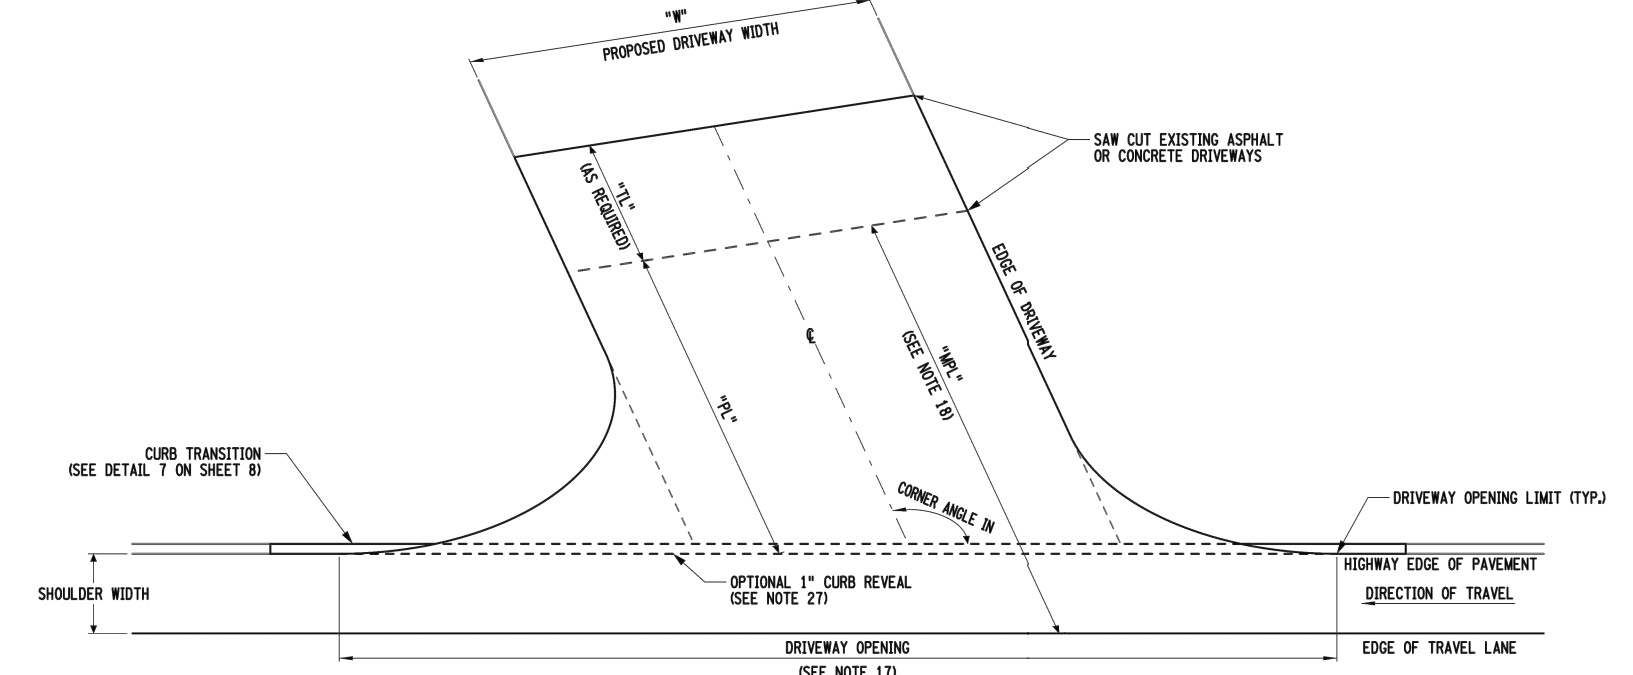 "W"
PROPOSED DRIVEWAY WIDTH
SAW CUT EXISTING ASPHALT
OR CONCRETE DRIVEWAYS
"TL"
(AS REQUIRED)
EDGE OF DRIVEWAY
℄
"MPL"
(SEE NOTE 18)
"PL"
CURB TRANSITION
(SEE DETAIL 7 ON SHEET 8)
CORNER ANGLE IN
DRIVEWAY OPENING LIMIT (TYP.)
HIGHWAY EDGE OF PAVEMENT
OPTIONAL 1" CURB REVEAL
(SEE NOTE 27)
SHOULDER WIDTH
DIRECTION OF TRAVEL
DRIVEWAY OPENING
(SEE NOTE 17)
EDGE OF TRAVEL LANE